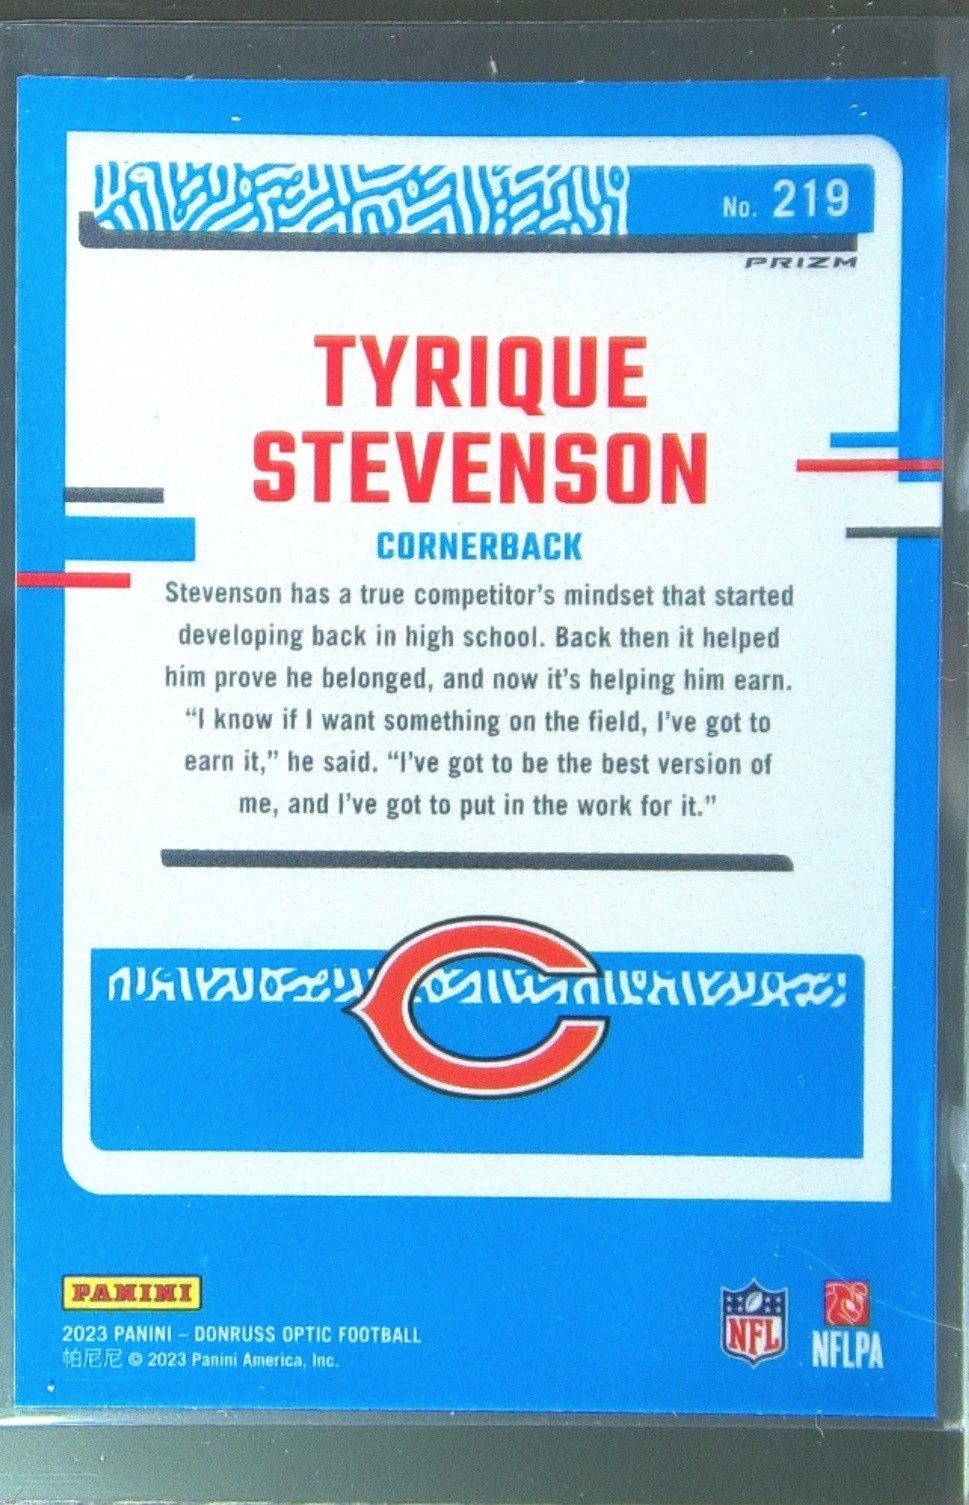 No. 219
PRIZM
TYRIQUE
STEVENSON
CORNERBACK
Stevenson has a true competitor's mindset that started
developing back in high school. Back then it helped
him prove he belonged, and now it's helping him earn.
“I know if I want something on the field, I've got to
earn it,” he said. “I've got to be the best version of
me, and I've got to put in the work for it.”
PANINI
NFL
NFLPA
2023 PANINI – DONRUSS OPTIC FOOTBALL
帕尼尼 © 2023 Panini America, Inc.